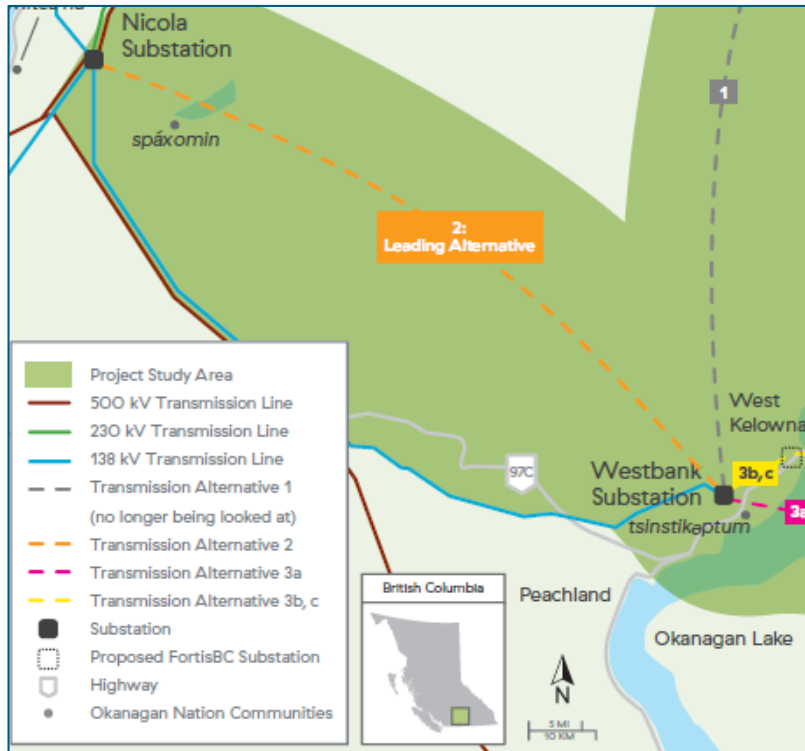 Nicola
Substation
spáxomin
1
2:
Leading Alternative
Project Study Area
500 kV Transmission Line
230 kV Transmission Line
138 kV Transmission Line
Transmission Alternative 1
(no longer being looked at)
Transmission Alternative 2
Transmission Alternative 3a
Transmission Alternative 3b, c
Substation
Proposed FortisBC Substation
Highway
Okanagan Nation Communities
97C
West
Kelowna
3b, c
Westbank
Substation
3a
tsinstikəptum
British Columbia
Peachland
Okanagan Lake
N
5 MI
10 KM